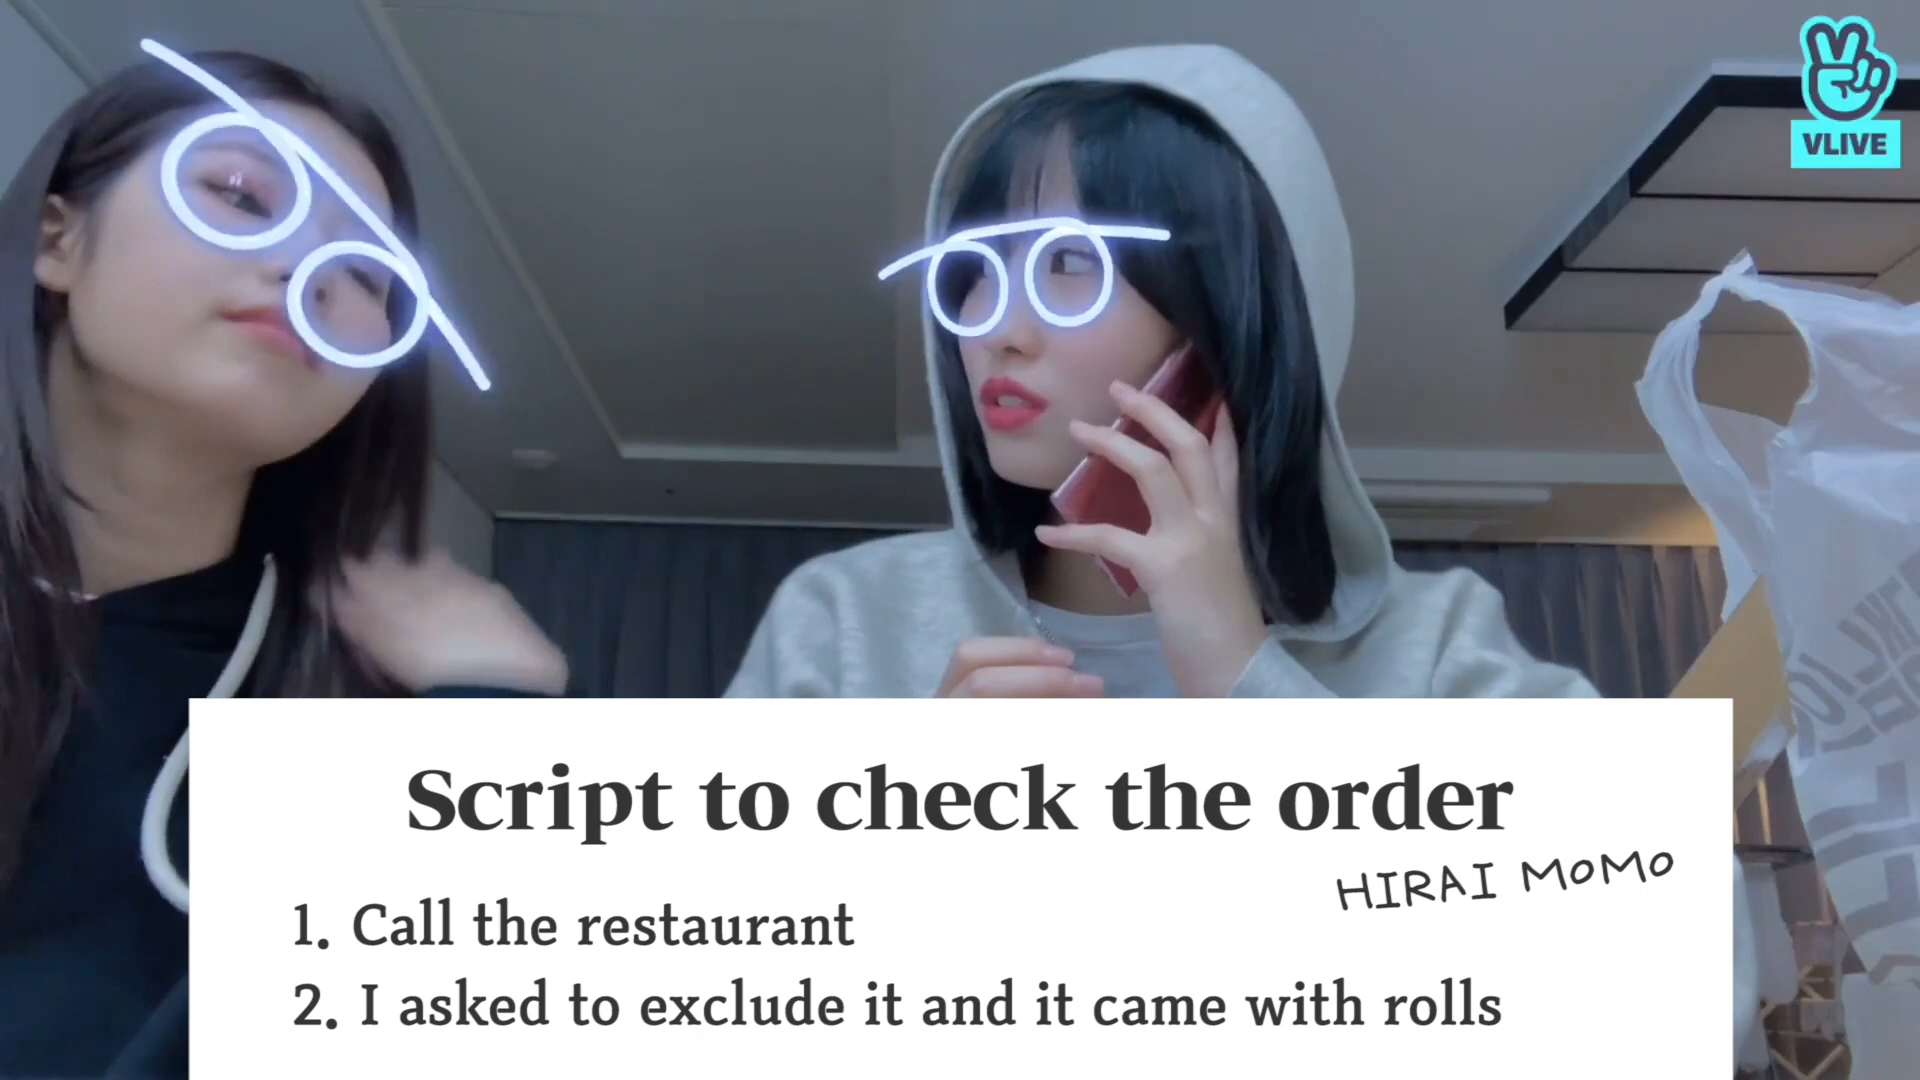 VLIVE
Script to check the order
HIRAI MoMo
1. Call the restaurant
2. I asked to exclude it and it came with rolls